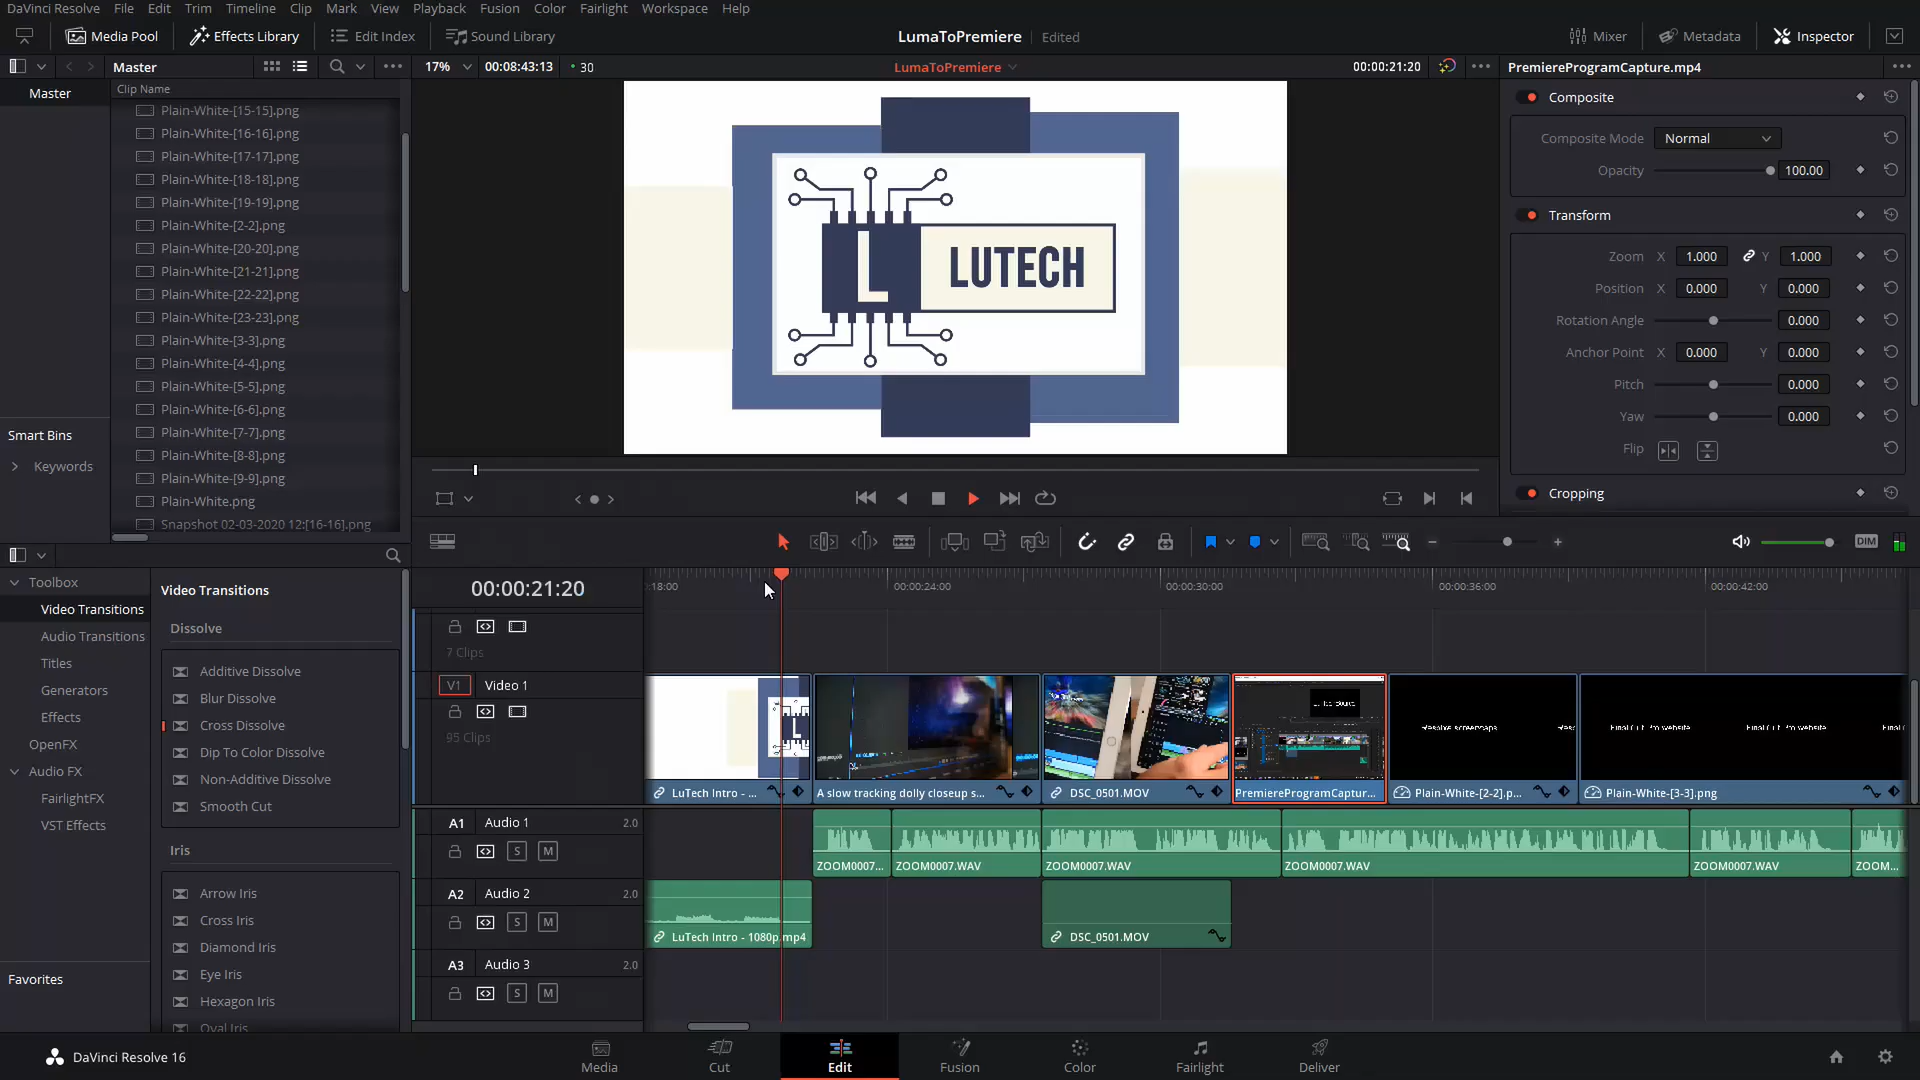 DaVinci Resolve File Edit Trim Timeline Clip Mark View Playback Fusion Color Fairlight Workspace Help
Media Pool Effects Library Edit Index Sound Library LumaToPremiere Edited Mixer Metadata Inspector
Master 17% 00:08:43:13 30 LumaToPremiere 00:00:21:20 PremiereProgramCapture.mp4
Master
Clip Name
Plain-White-[15-15].png
Plain-White-[16-16].png
Plain-White-[17-17].png
Plain-White-[18-18].png
Plain-White-[19-19].png
Plain-White-[2-2].png
Plain-White-[20-20].png
Plain-White-[21-21].png
Plain-White-[22-22].png
Plain-White-[23-23].png
Plain-White-[3-3].png
Plain-White-[4-4].png
Plain-White-[5-5].png
Plain-White-[6-6].png
Plain-White-[7-7].png
Plain-White-[8-8].png
Plain-White-[9-9].png
Plain-White.png
Snapshot 02-03-2020 12:[16-16].png
Smart Bins
Keywords
L LUTECH
Composite
Composite Mode Normal
Opacity 100.00
Transform
Zoom X 1.000 Y 1.000
Position X 0.000 Y 0.000
Rotation Angle 0.000
Anchor Point X 0.000 Y 0.000
Pitch 0.000
Yaw 0.000
Flip
Cropping
DIM
Toolbox
Video Transitions
Audio Transitions
Titles
Generators
Effects
OpenFX
Audio FX
FairlightFX
VST Effects
Favorites
Video Transitions
Dissolve
Additive Dissolve
Blur Dissolve
Cross Dissolve
Dip To Color Dissolve
Non-Additive Dissolve
Smooth Cut
Iris
Arrow Iris
Cross Iris
Diamond Iris
Eye Iris
Hexagon Iris
Oval Iris
00:00:21:20 :18:00 00:00:24:00 00:00:30:00 00:00:36:00 00:00:42:00
7 Clips
V1 Video 1
95 Clips
L
Final Cut Pro website Final Cut Pro website
LuTech Intro - ... A slow tracking dolly closeup s... DSC_0501.MOV PremiereProgramCaptur... Plain-White-[2-2].p... Plain-White-[3-3].png
A1 Audio 1 2.0
S M
ZOOM0007... ZOOM0007.WAV ZOOM0007.WAV ZOOM0007.WAV ZOOM0007.WAV ZOOM...
A2 Audio 2 2.0
S M
LuTech Intro - 1080p.mp4 DSC_0501.MOV
A3 Audio 3 2.0
S M
DaVinci Resolve 16 Media Cut Edit Fusion Color Fairlight Deliver